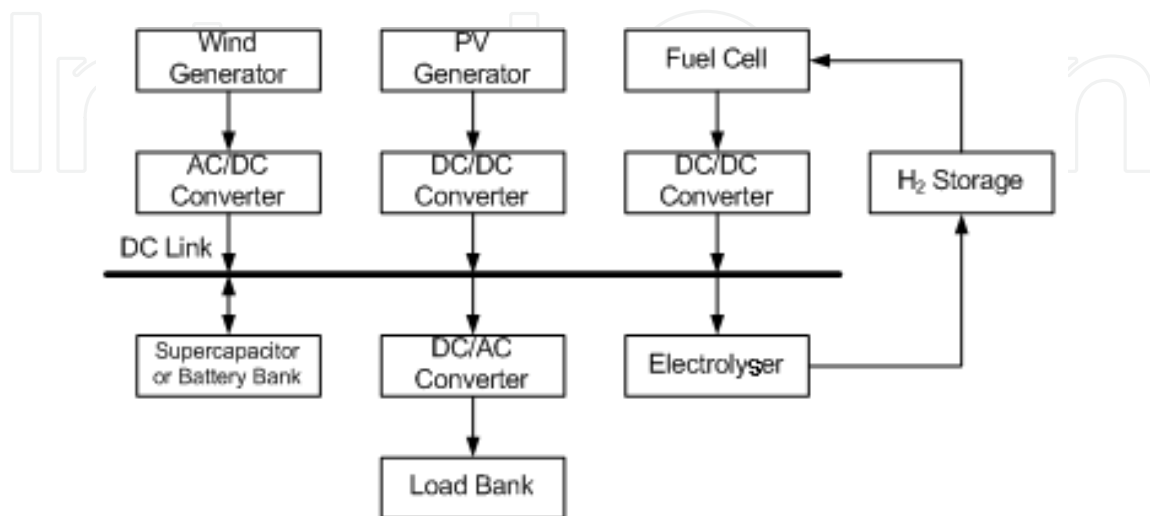 Wind
Generator
PV
Generator
Fuel Cell
AC/DC
Converter
DC/DC
Converter
DC/DC
Converter
H₂ Storage
DC Link
Supercapacitor
or Battery Bank
DC/AC
Converter
Electrolyser
Load Bank